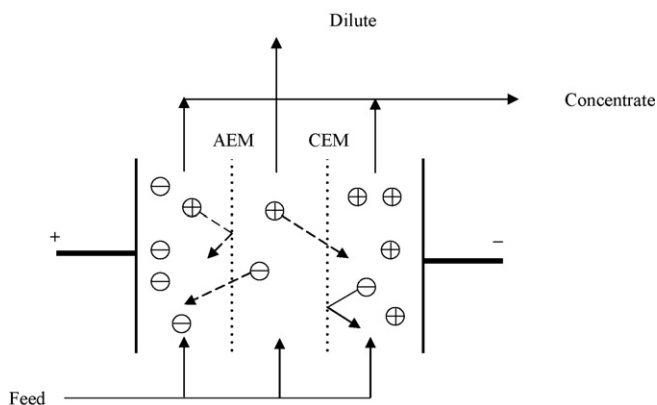 Dilute
Concentrate
AEM CEM
+
−
Feed